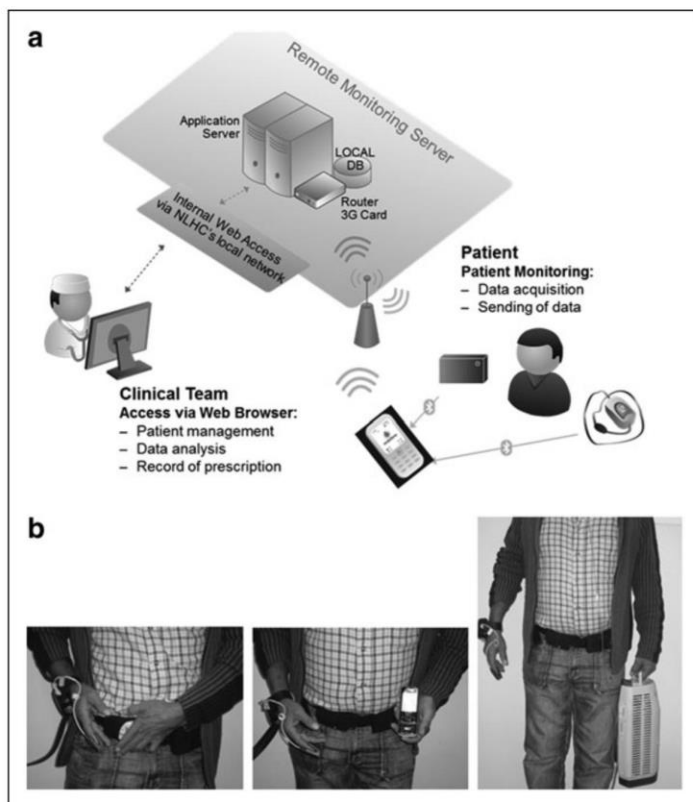 a
Remote Monitoring Server
Application
Server
LOCAL
DB
Router
3G Card
Internal Web Access
via NLHC's local
network
Patient
Patient Monitoring:
– Data acquisition
– Sending of data
Clinical Team
Access via Web Browser:
– Patient management
– Data analysis
– Record of prescription
b